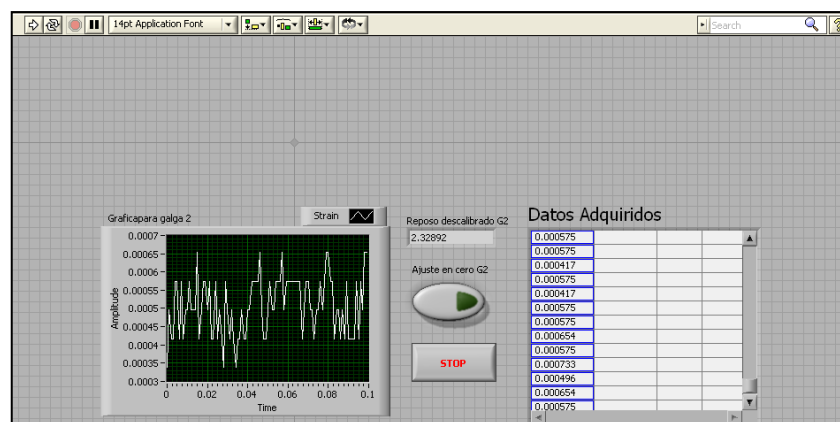 14pt Application Font
Search
Graficapara galga 2
Strain
Amplitude
0.0007
0.00065
0.0006
0.00055
0.0005
0.00045
0.0004
0.00035
0.0003
0 0.02 0.04 0.06 0.08 0.1
Time
Reposo descalibrado G2
2.32892
Ajuste en cero G2
STOP
Datos Adquiridos
0.000575
0.000575
0.000417
0.000575
0.000417
0.000575
0.000575
0.000654
0.000575
0.000733
0.000496
0.000654
0.000575